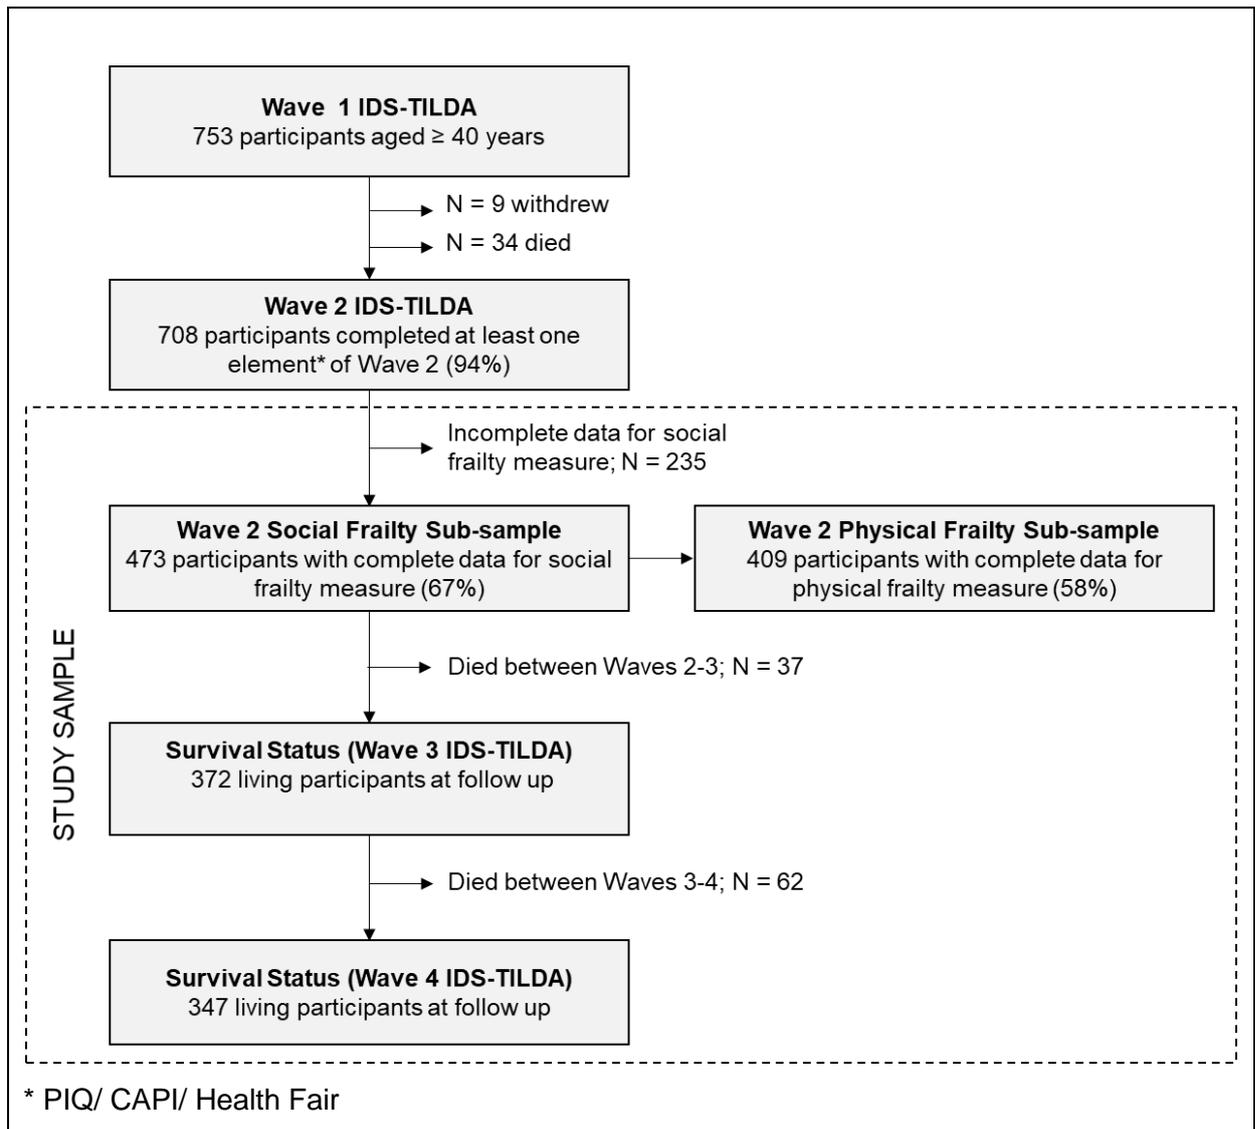 Wave 1 IDS-TILDA
753 participants aged ≥ 40 years
N = 9 withdrew
N = 34 died
Wave 2 IDS-TILDA
708 participants completed at least one
element* of Wave 2 (94%)
Incomplete data for social
frailty measure; N = 235
Wave 2 Social Frailty Sub-sample
473 participants with complete data for social
frailty measure (67%)
Wave 2 Physical Frailty Sub-sample
409 participants with complete data for
physical frailty measure (58%)
STUDY SAMPLE
Died between Waves 2-3; N = 37
Survival Status (Wave 3 IDS-TILDA)
372 living participants at follow up
Died between Waves 3-4; N = 62
Survival Status (Wave 4 IDS-TILDA)
347 living participants at follow up
* PIQ/ CAPI/ Health Fair